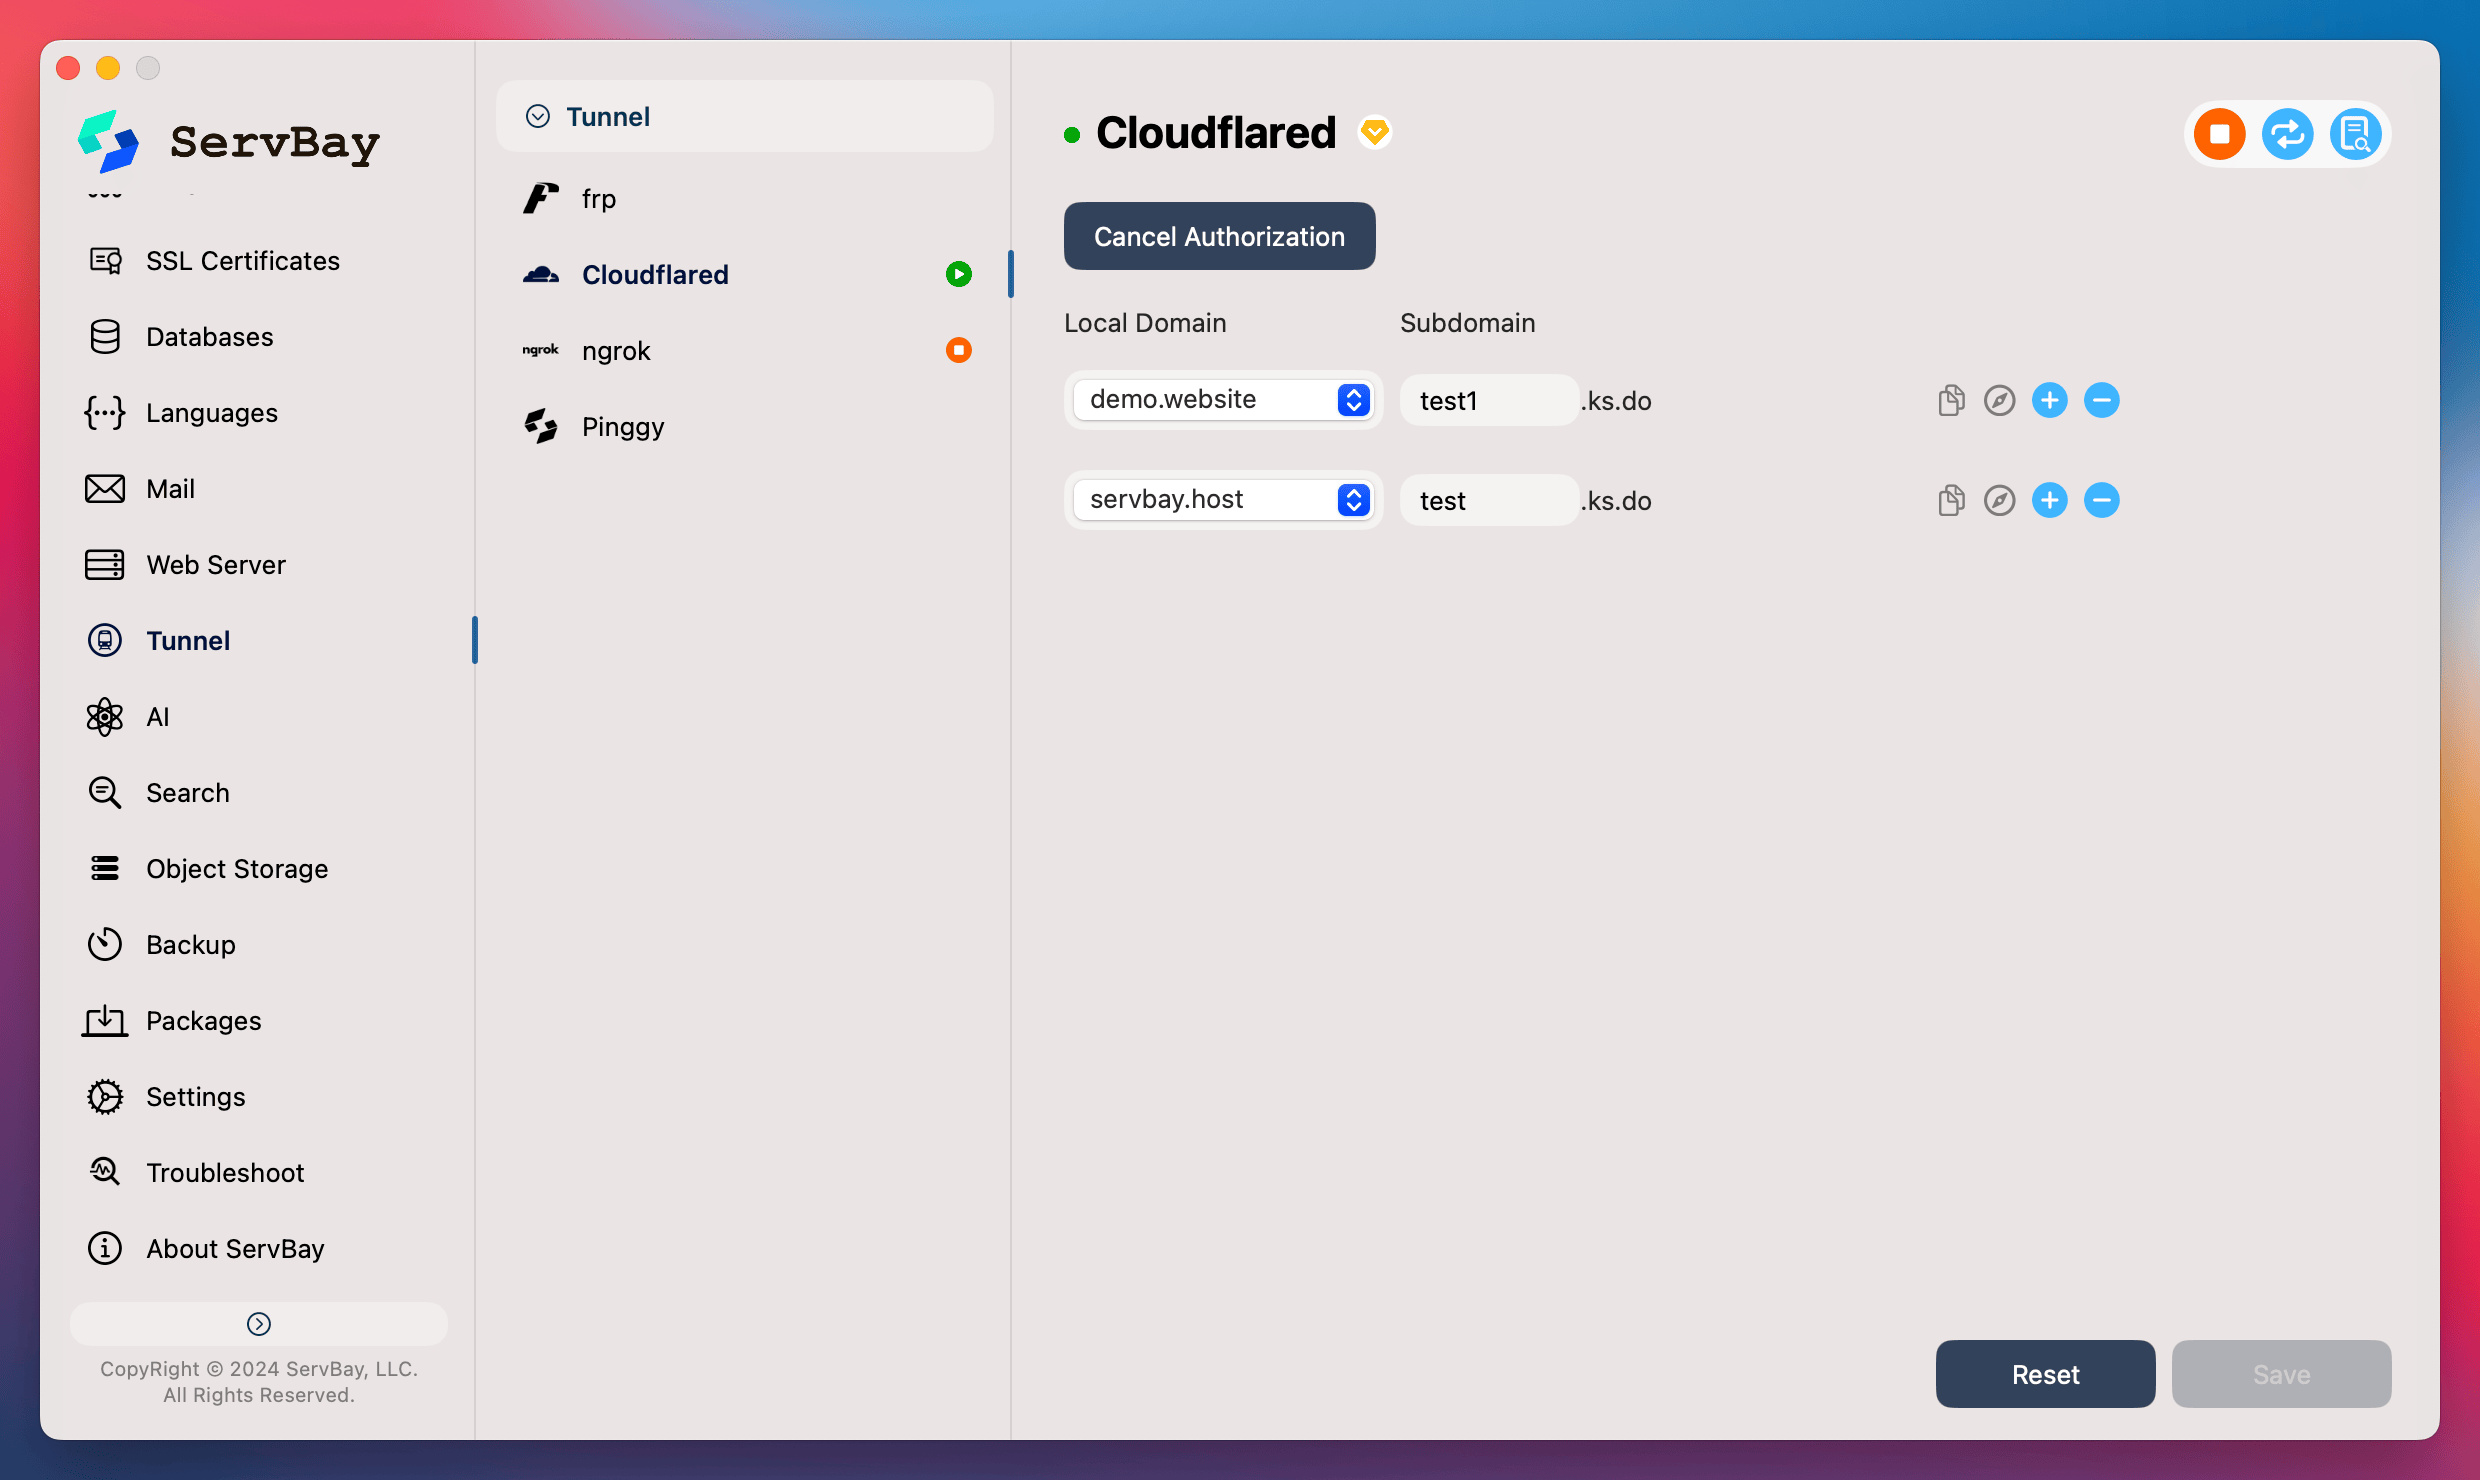 ServBay
SSL Certificates
Databases
Languages
Mail
Web Server
Tunnel
AI
Search
Object Storage
Backup
Packages
Settings
Troubleshoot
About ServBay
CopyRight © 2024 ServBay, LLC.
All Rights Reserved.
Tunnel
frp
Cloudflared
ngrok ngrok
Pinggy
Cloudflared
Cancel Authorization
Local Domain Subdomain
demo.website test1 .ks.do
servbay.host test .ks.do
Reset Save